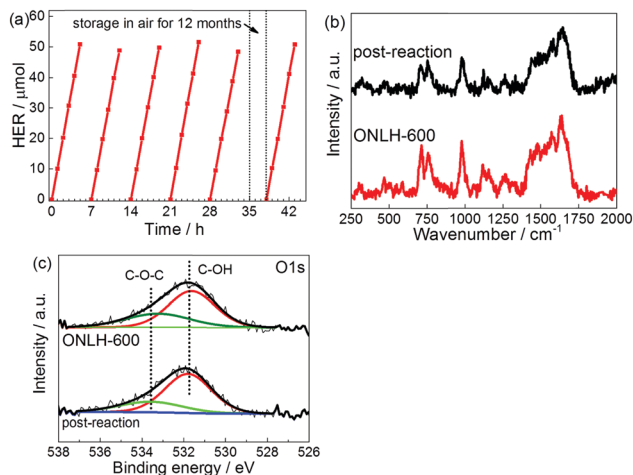 (a)
storage in air for 12 months
HER / μmol
60
50
40
30
20
10
0
0 7 14 21 28 35 42
Time / h
(b)
post-reaction
ONLH-600
Intensity / a.u.
250 500 750 1000 1250 1500 1750 2000
Wavenumber / cm-1
(c)
O1s
C-O-C
C-OH
ONLH-600
post-reaction
Intensity / a.u.
538 536 534 532 530 528 526
Binding energy / eV